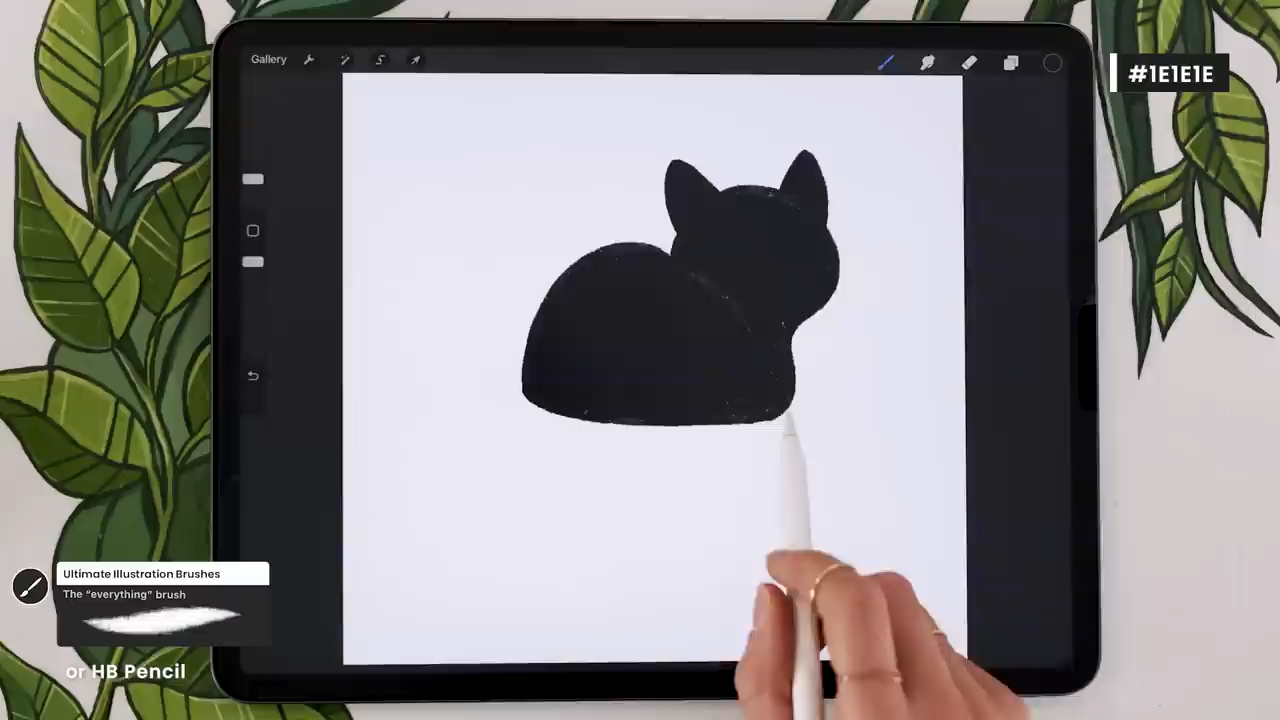 Gallery
#1E1E1E
Ultimate Illustration Brushes
The "everything" brush
or HB Pencil